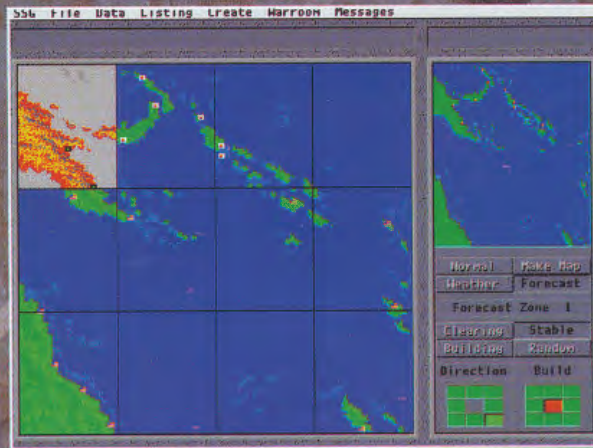 SSG File Data Listing Create Warroom Messages
Normal Make Map
Weather Forecast
Forecast Zone 1
Clearing Stable
Building Random
Direction Build